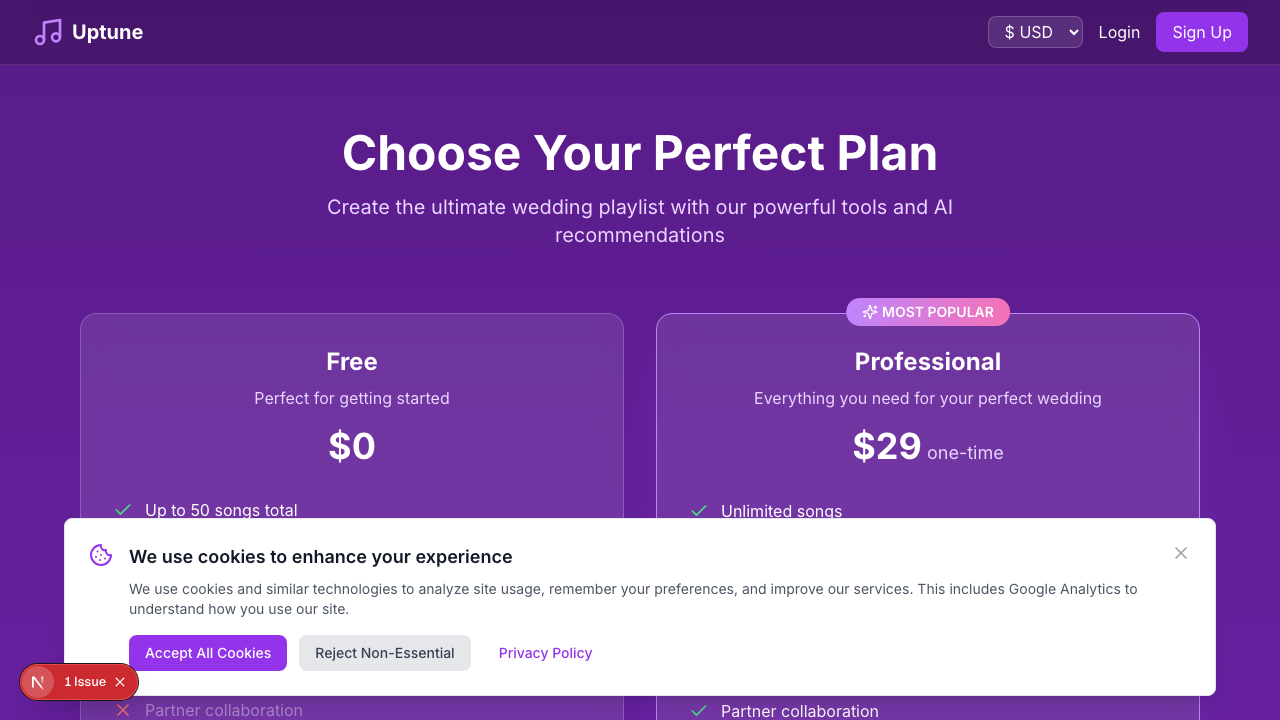 Uptune
$ USD
Login
Sign Up
Choose Your Perfect Plan
Create the ultimate wedding playlist with our powerful tools and AI
recommendations
MOST POPULAR
Free
Perfect for getting started
$0
Up to 50 songs total
Professional
Everything you need for your perfect wedding
$29 one-time
Unlimited songs
We use cookies to enhance your experience
We use cookies and similar technologies to analyze site usage, remember your preferences, and improve our services. This includes Google Analytics to
understand how you use our site.
Accept All Cookies
Reject Non-Essential
Privacy Policy
N
1 Issue
Partner collaboration
Partner collaboration